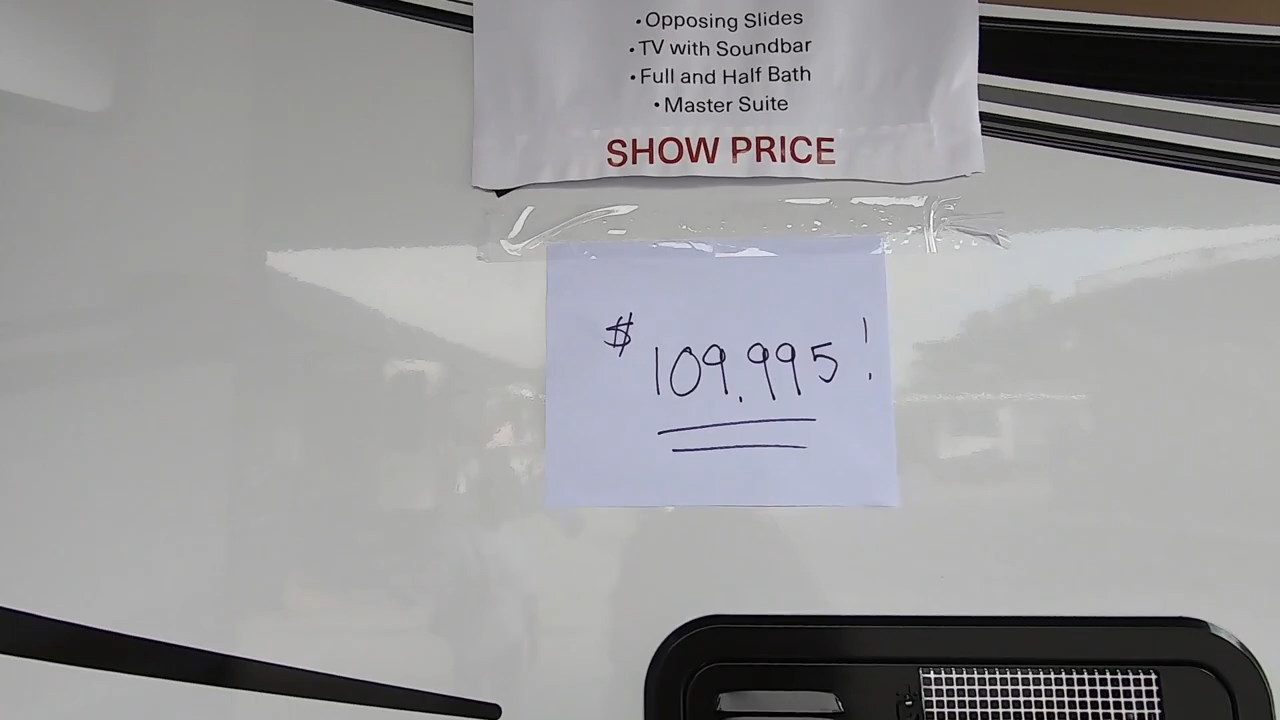 •Opposing Slides
•TV with Soundbar
•Full and Half Bath
•Master Suite
SHOW PRICE
$109.995!